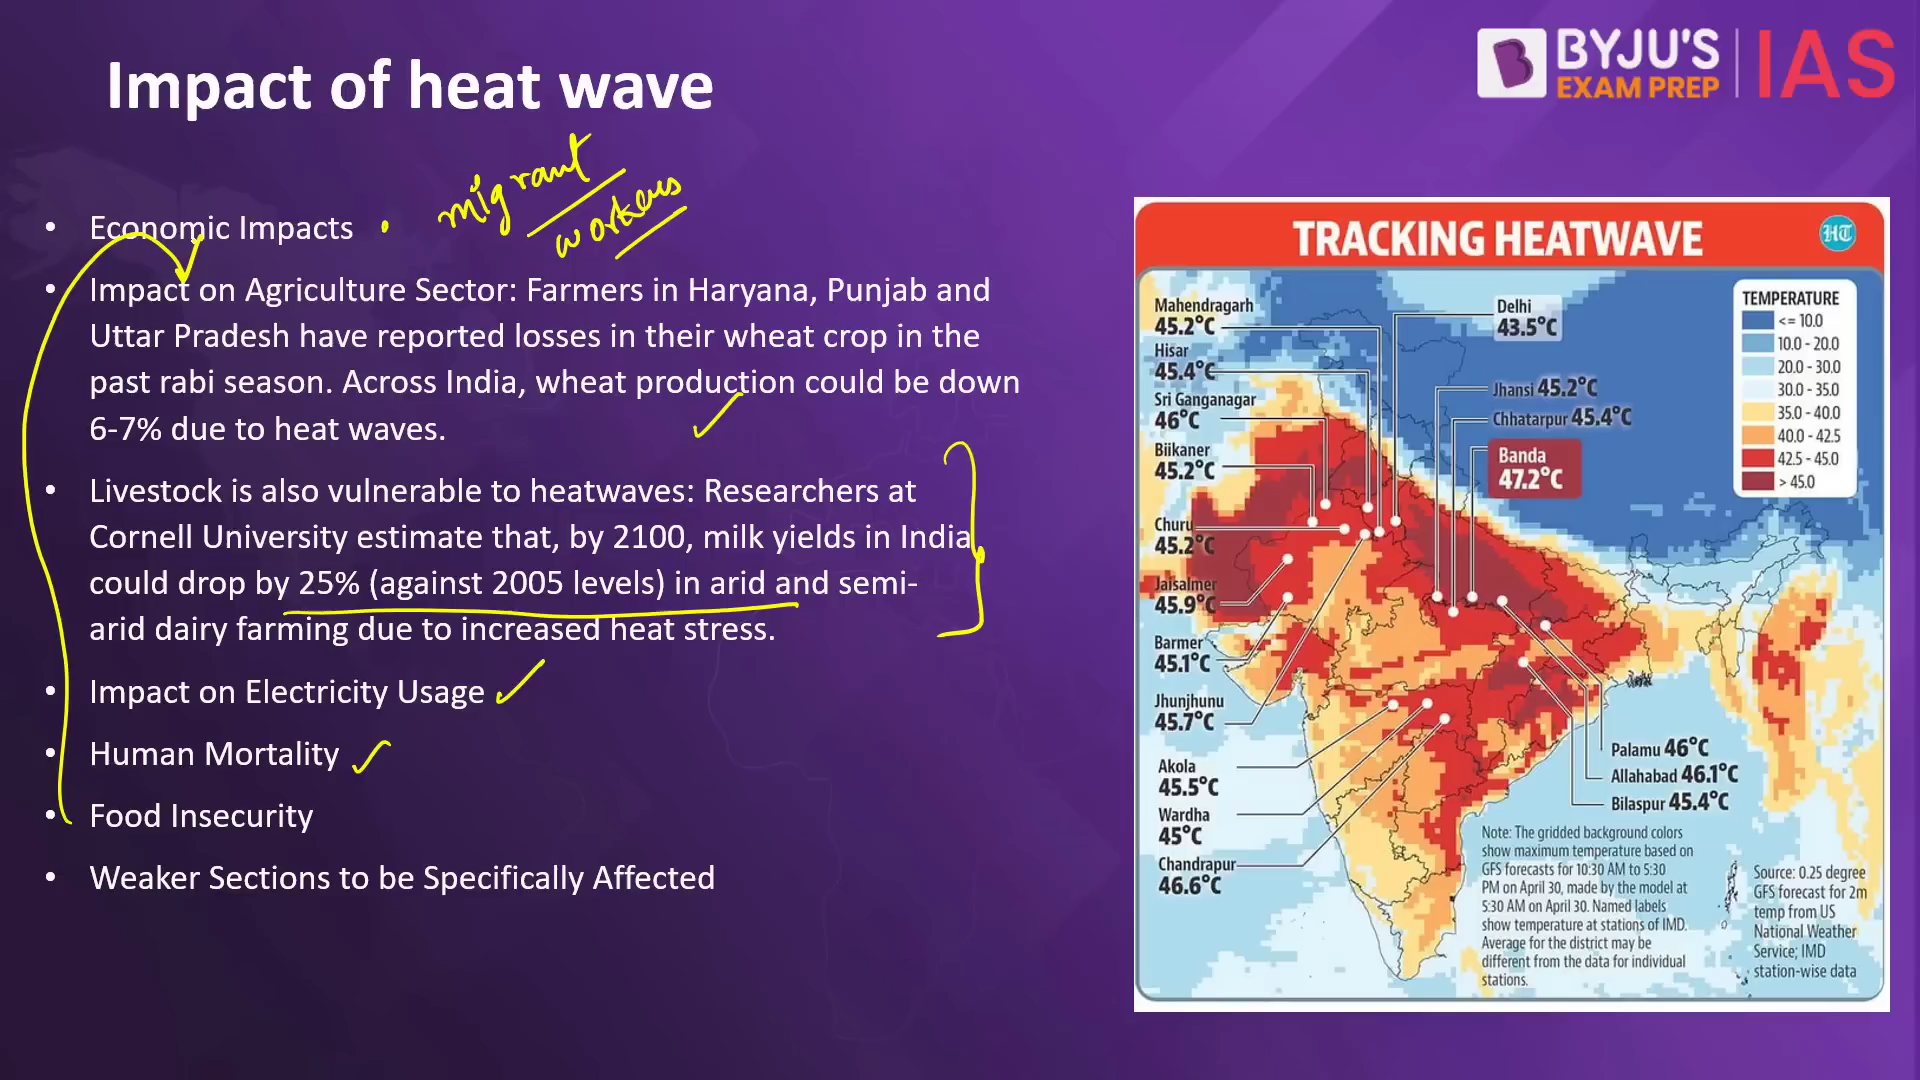 Impact of heat wave
BYJU'S
EXAM PREP
IAS
migrant
workers
• Economic Impacts •
• Impact on Agriculture Sector: Farmers in Haryana, Punjab and
Uttar Pradesh have reported losses in their wheat crop in the
past rabi season. Across India, wheat production could be down
6-7% due to heat waves.
• Livestock is also vulnerable to heatwaves: Researchers at
Cornell University estimate that, by 2100, milk yields in India
could drop by 25% (against 2005 levels) in arid and semi-
arid dairy farming due to increased heat stress.
• Impact on Electricity Usage
• Human Mortality
• Food Insecurity
• Weaker Sections to be Specifically Affected
TRACKING HEATWAVE
HT
Mahendragarh
45.2°C
Hisar
45.4°C
Sri Ganganagar
46°C
Biikaner
45.2°C
Churu
45.2°C
Jaisalmer
45.9°C
Barmer
45.1°C
Jhunjhunu
45.7°C
Akola
45.5°C
Wardha
45°C
Chandrapur
46.6°C
Delhi
43.5°C
Jhansi 45.2°C
Chhatarpur 45.4°C
Banda
47.2°C
TEMPERATURE
<= 10.0
10.0 - 20.0
20.0 - 30.0
30.0 - 35.0
35.0 - 40.0
40.0 - 42.5
42.5 - 45.0
> 45.0
Palamu 46°C
Allahabad 46.1°C
Bilaspur 45.4°C
Note: The gridded background colors
show maximum temperature based on
GFS forecasts for 10:30 AM to 5:30
PM on April 30, made by the model at
5:30 AM on April 30. Named labels
show temperature at stations of IMD.
Average for the district may be
different from the data for individual
stations.
Source: 0.25 degree
GFS forecast for 2m
temp from US
National Weather
Service; IMD
station-wise data